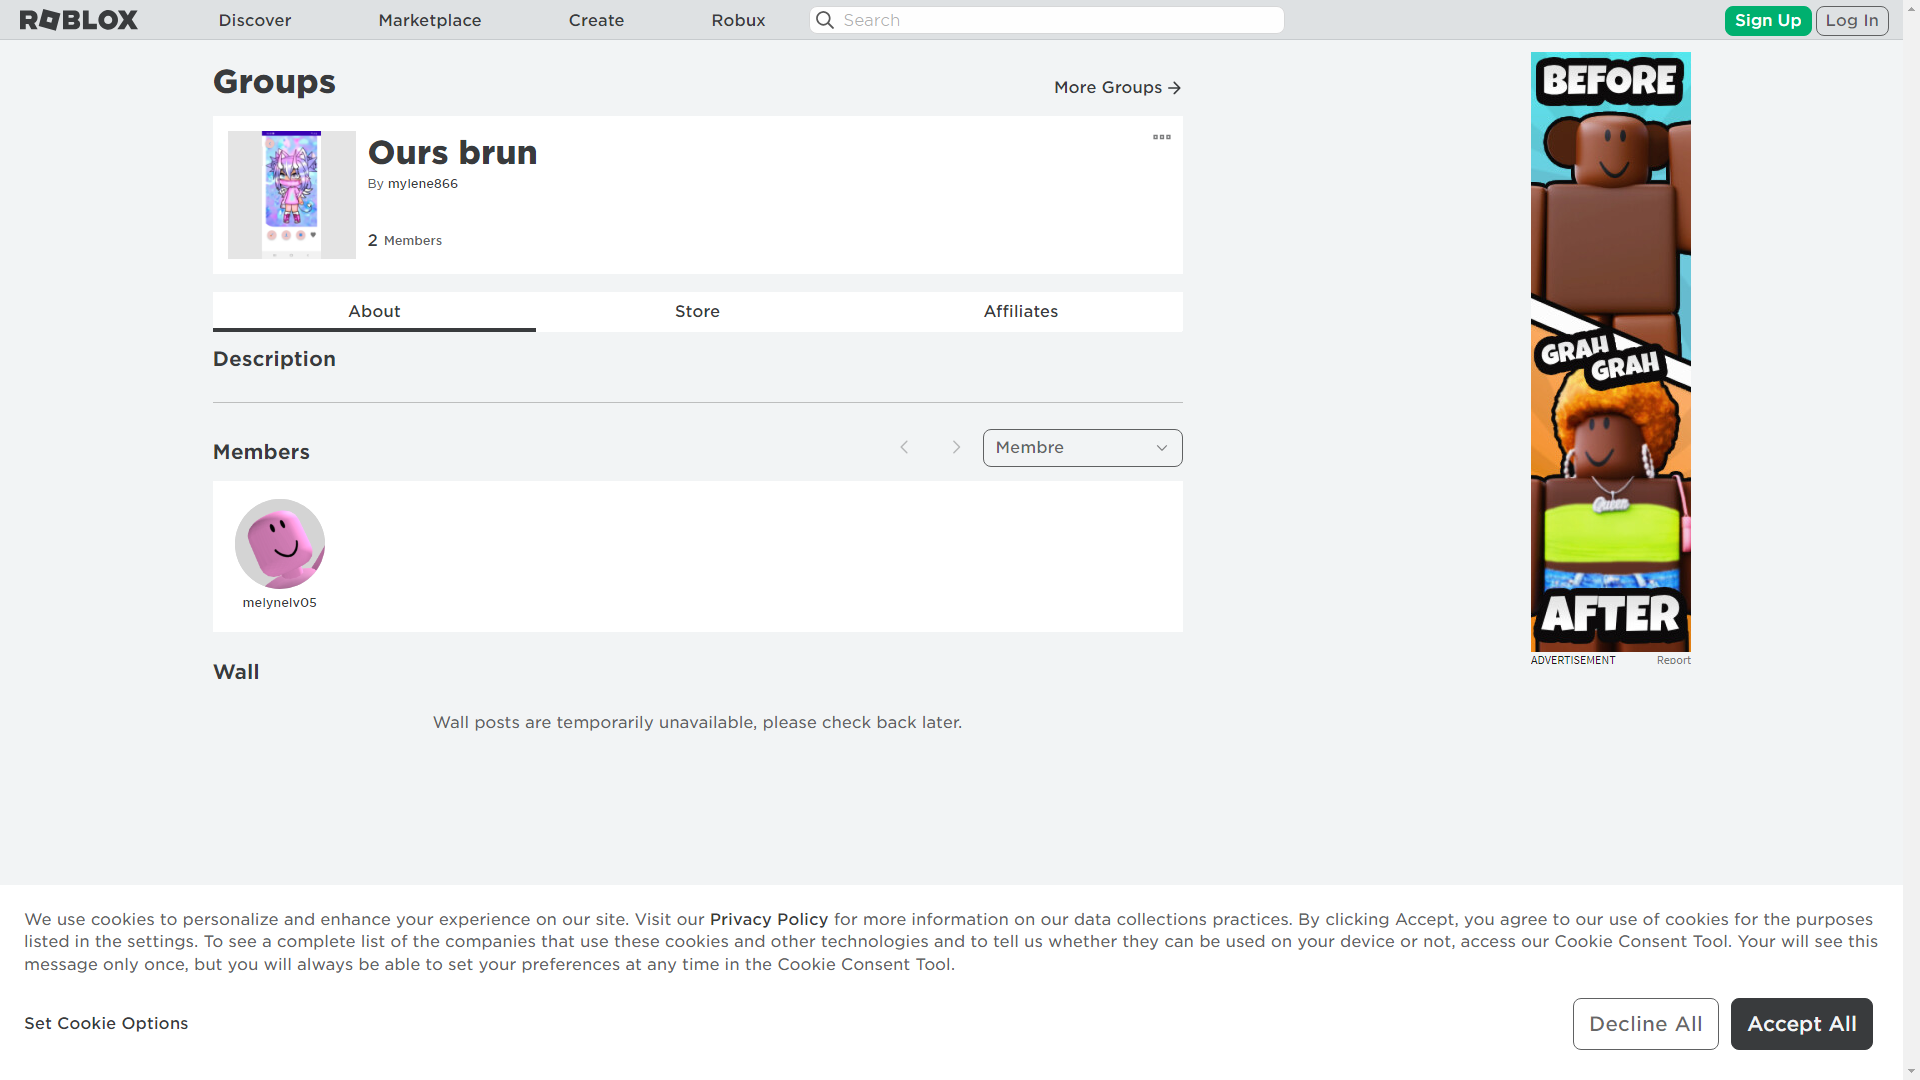 ROBLOX
Discover
Marketplace
Create
Robux
Search
Sign Up
Log In
Groups
More Groups
Ours brun
By mylene866
2 Members
About
Store
Affiliates
Description
Members
Membre
melynelv05
Wall
Wall posts are temporarily unavailable, please check back later.
BEFORE
GRAH
GRAH
Queen
AFTER
ADVERTISEMENT
Report
We use cookies to personalize and enhance your experience on our site. Visit our Privacy Policy for more information on our data collections practices. By clicking Accept, you agree to our use of cookies for the purposes
listed in the settings. To see a complete list of the companies that use these cookies and other technologies and to tell us whether they can be used on your device or not, access our Cookie Consent Tool. Your will see this
message only once, but you will always be able to set your preferences at any time in the Cookie Consent Tool.
Set Cookie Options
Decline All
Accept All